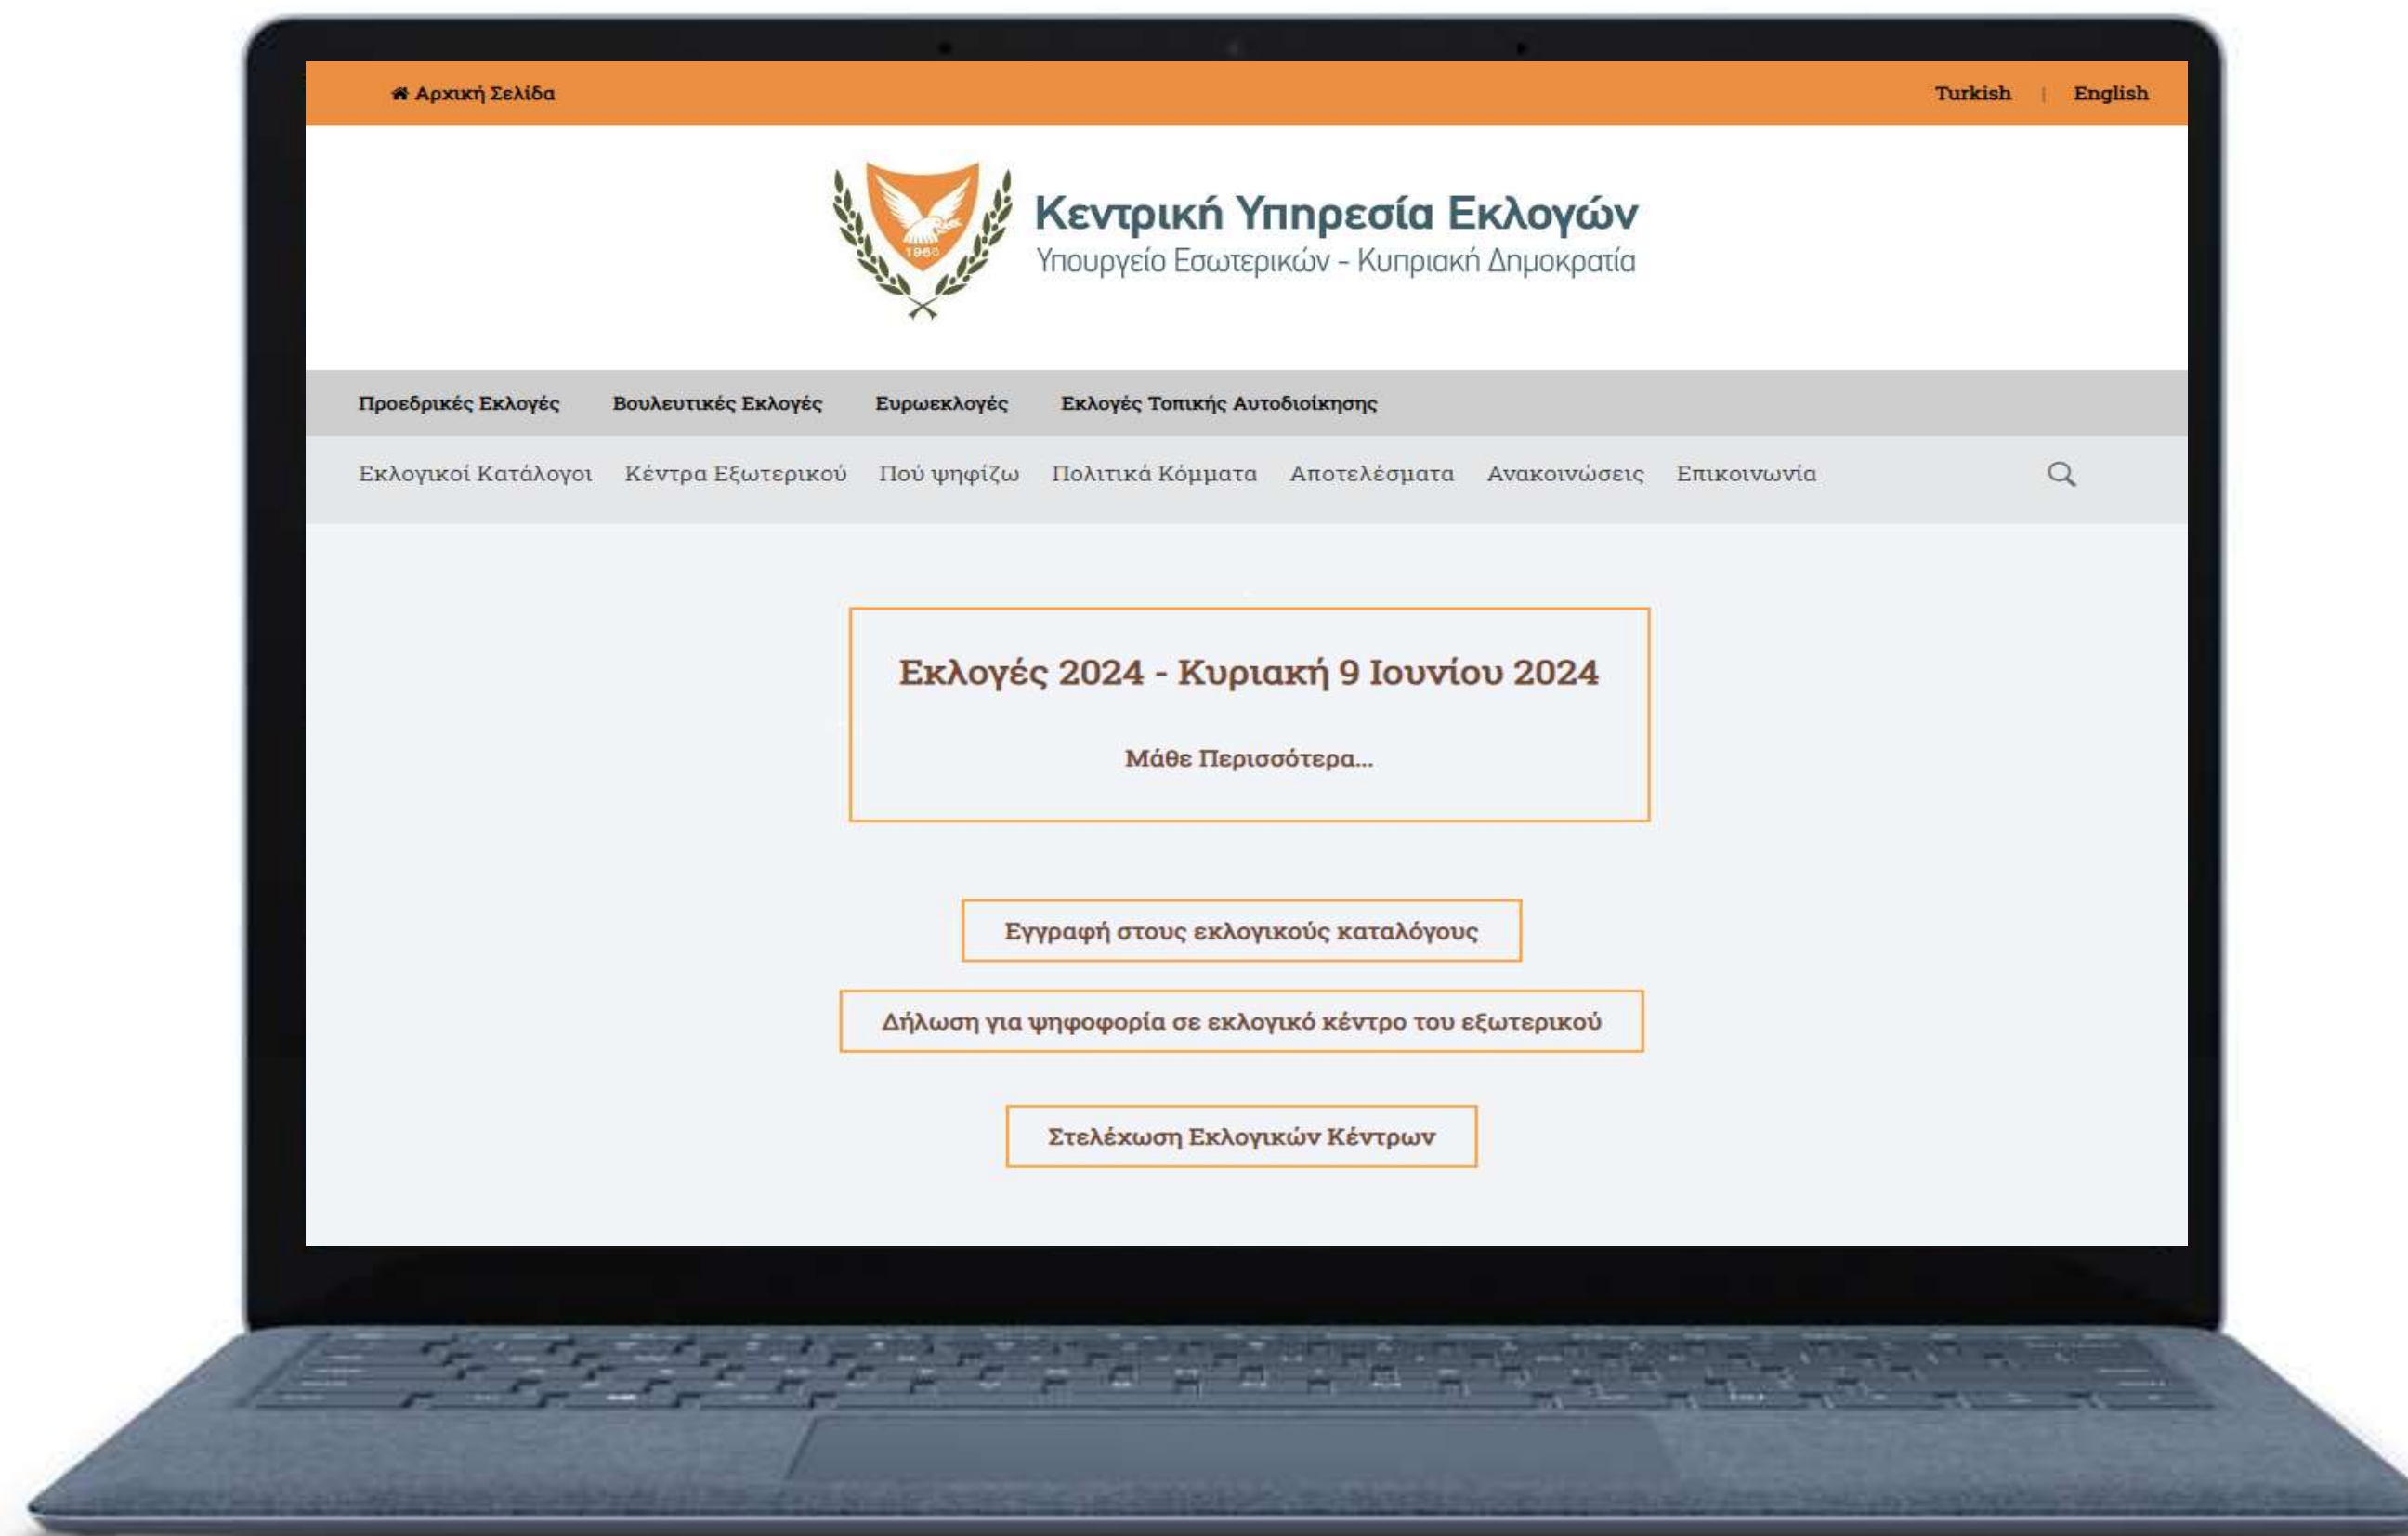 Αρχική Σελίδα
Turkish | English
1960
Κεντρική Υπηρεσία Εκλογών
Υπουργείο Εσωτερικών - Κυπριακή Δημοκρατία
Προεδρικές Εκλογές Βουλευτικές Εκλογές Ευρωεκλογές Εκλογές Τοπικής Αυτοδιοίκησης
Εκλογικοί Κατάλογοι Κέντρα Εξωτερικού Πού ψηφίζω Πολιτικά Κόμματα Αποτελέσματα Ανακοινώσεις Επικοινωνία
Εκλογές 2024 - Κυριακή 9 Ιουνίου 2024
Μάθε Περισσότερα...
Εγγραφή στους εκλογικούς καταλόγους
Δήλωση για ψηφοφορία σε εκλογικό κέντρο του εξωτερικού
Στελέχωση Εκλογικών Κέντρων